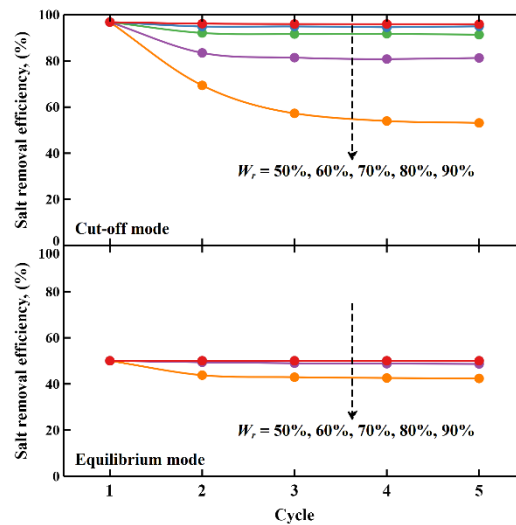 Salt removal efficiency, (%)
100
80
60
40
20
0
W_r = 50%, 60%, 70%, 80%, 90%
Cut-off mode
Salt removal efficiency, (%)
100
80
60
40
20
0
W_r = 50%, 60%, 70%, 80%, 90%
Equilibrium mode
1 2 3 4 5
Cycle